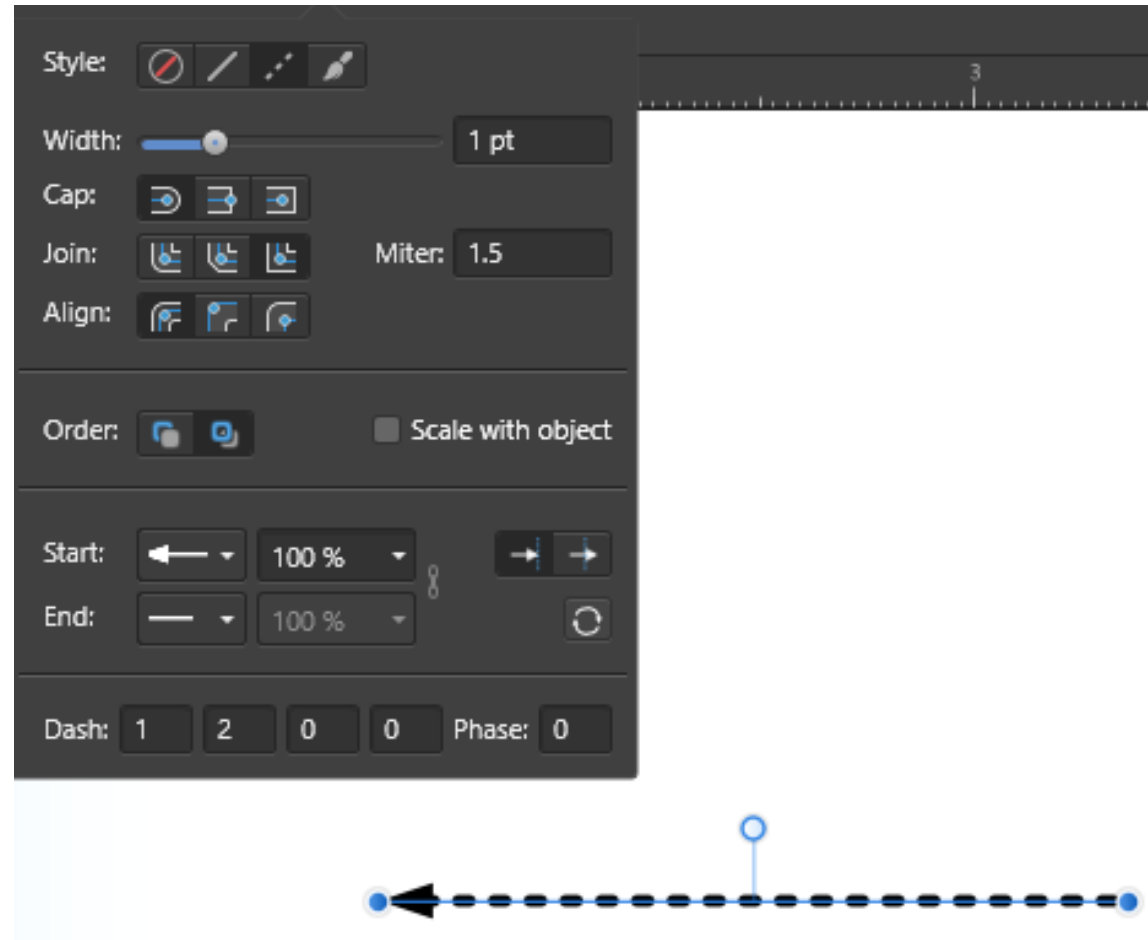 Style:
3
Width: 1 pt
Cap:
Join: Miter: 1.5
Align:
Order: Scale with object
Start: 100 %
End: 100 %
Dash: 1 2 0 0 Phase: 0